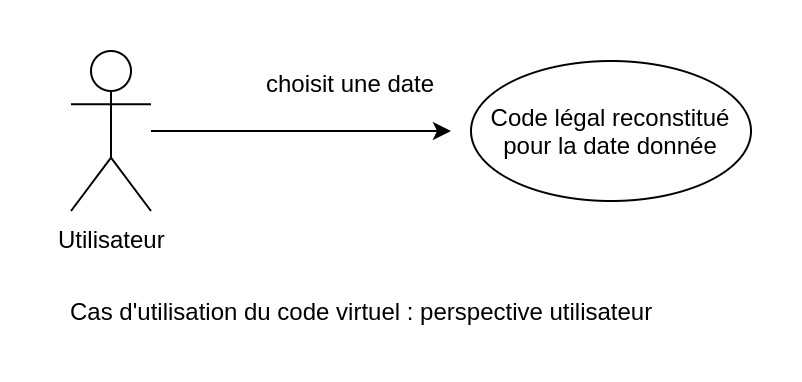 choisit une date
Code légal reconstitué
pour la date donnée
Utilisateur
Cas d'utilisation du code virtuel : perspective utilisateur